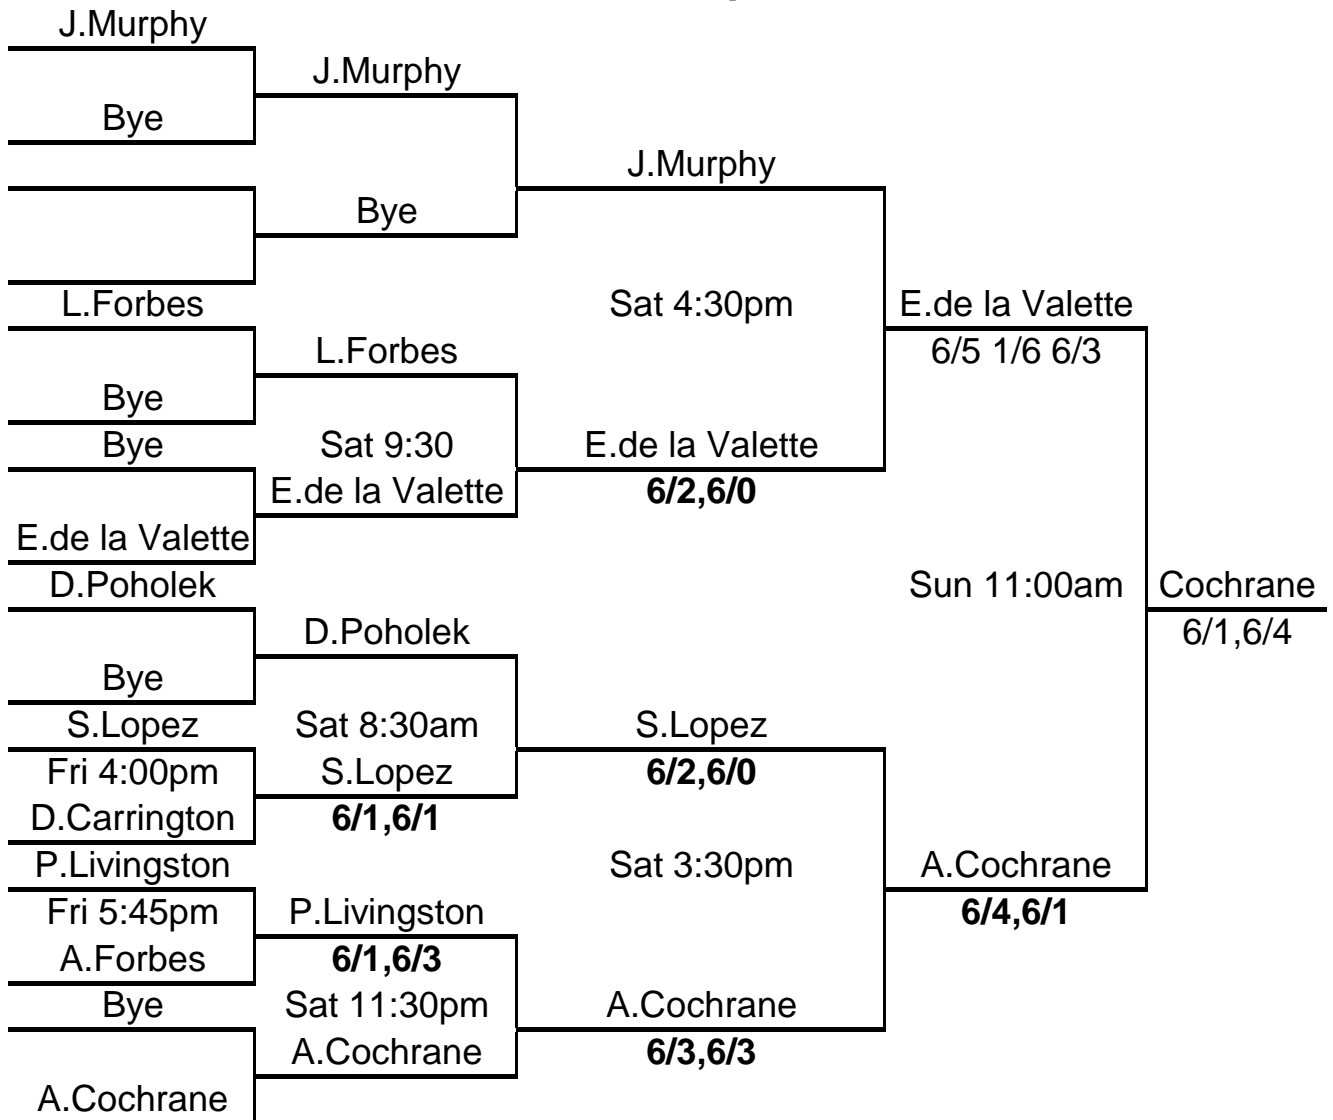 J.Murphy
J.Murphy
Bye
J.Murphy
Bye
L.Forbes
Sat 4:30pm
E.de la Valette
L.Forbes
6/5 1/6 6/3
Bye
Bye
Sat 9:30
E.de la Valette
E.de la Valette
6/2,6/0
E.de la Valette
D.Poholek
Sun 11:00am
Cochrane
D.Poholek
6/1,6/4
Bye
S.Lopez
Sat 8:30am
S.Lopez
Fri 4:00pm
S.Lopez
6/2,6/0
D.Carrington
6/1,6/1
P.Livingston
Sat 3:30pm
A.Cochrane
Fri 5:45pm
P.Livingston
6/4,6/1
A.Forbes
6/1,6/3
Bye
Sat 11:30pm
A.Cochrane
A.Cochrane
6/3,6/3
A.Cochrane